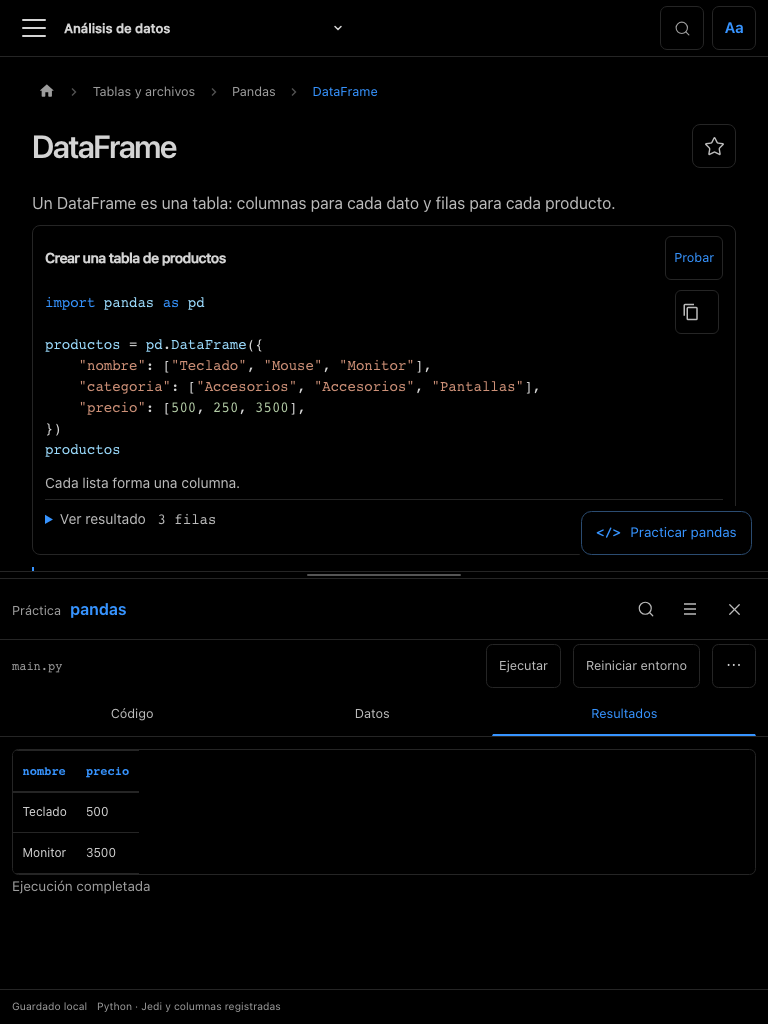 Análisis de datos
Aa
Tablas y archivos
Pandas
DataFrame
DataFrame
Un DataFrame es una tabla: columnas para cada dato y filas para cada producto.
Crear una tabla de productos
Probar
import pandas as pd
productos = pd.DataFrame({
"nombre": ["Teclado", "Mouse", "Monitor"],
"categoria": ["Accesorios", "Accesorios", "Pantallas"],
"precio": [500, 250, 3500],
})
productos
Cada lista forma una columna.
Ver resultado 3 filas
</> Practicar pandas
Práctica pandas
main.py
Ejecutar
Reiniciar entorno
...
Código
Datos
Resultados
nombre precio
Teclado 500
Monitor 3500
Ejecución completada
Guardado local Python · Jedi y columnas registradas